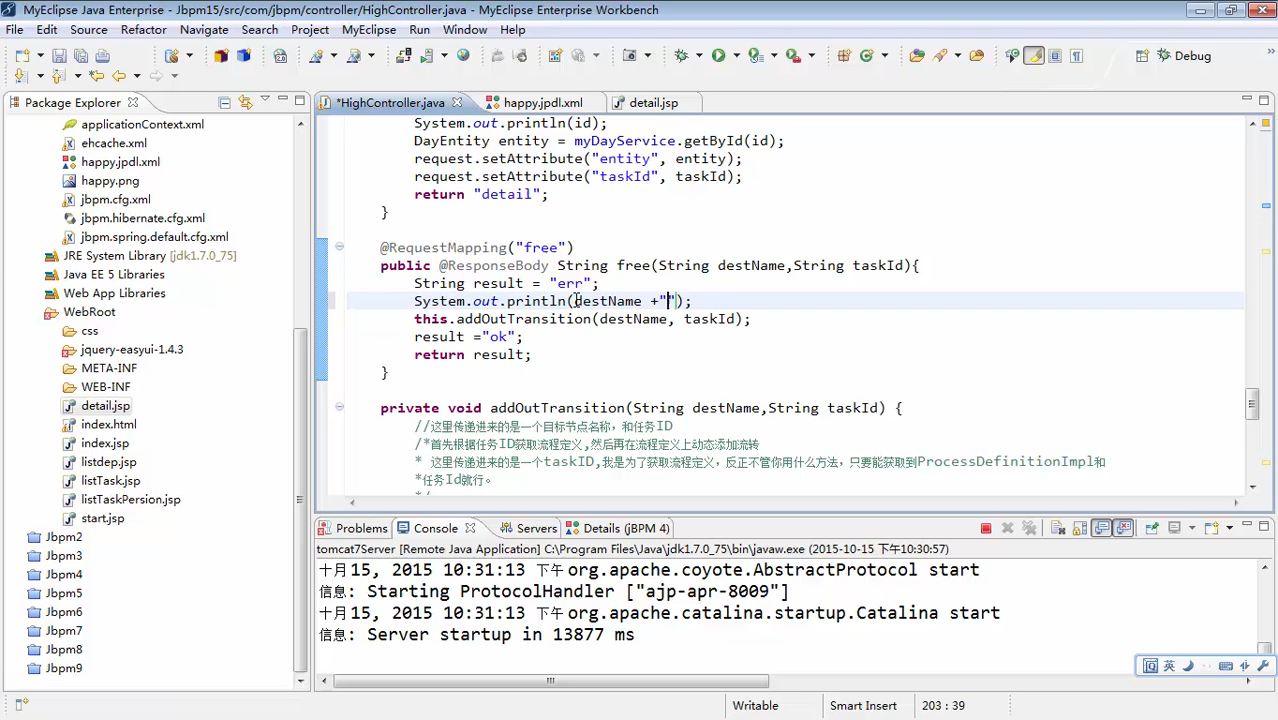 MyEclipse Java Enterprise - Jbpm15/src/com/jbpm/controller/HighController.java - MyEclipse Enterprise Workbench
File Edit Source Refactor Navigate Search Project MyEclipse Run Window Help
Debug
Package Explorer
applicationContext.xml
ehcache.xml
happy.jpdl.xml
happy.png
jbpm.cfg.xml
jbpm.hibernate.cfg.xml
jbpm.spring.default.cfg.xml
JRE System Library [jdk1.7.0_75]
Java EE 5 Libraries
Web App Libraries
WebRoot
css
jquery-easyui-1.4.3
META-INF
WEB-INF
detail.jsp
index.html
index.jsp
listdep.jsp
listTask.jsp
listTaskPersion.jsp
start.jsp
Jbpm2
Jbpm3
Jbpm4
Jbpm5
Jbpm6
Jbpm7
Jbpm8
Jbpm9
*HighController.java happy.jpdl.xml detail.jsp
System.out.println(id);
DayEntity entity = myDayService.getById(id);
request.setAttribute("entity", entity);
request.setAttribute("taskId", taskId);
return "detail";
}
@RequestMapping("free")
public @ResponseBody String free(String destName,String taskId){
String result = "err";
System.out.println(destName +"");
this.addOutTransition(destName, taskId);
result ="ok";
return result;
}
private void addOutTransition(String destName,String taskId) {
//这里传递进来的是一个目标节点名称，和任务ID
/*首先根据任务ID获取流程定义,然后再在流程定义上动态添加流转
* 这里传递进来的是一个taskID,我是为了获取流程定义，反正不管你用什么方法，只要能获取到ProcessDefinitionImpl和
*任务Id就行。
Problems Console Servers Details (jBPM 4)
tomcat7Server [Remote Java Application] C:\Program Files\Java\jdk1.7.0_75\bin\javaw.exe (2015-10-15 下午10:30:57)
十月15, 2015 10:31:13 下午 org.apache.coyote.AbstractProtocol start
信息: Starting ProtocolHandler ["ajp-apr-8009"]
十月15, 2015 10:31:13 下午 org.apache.catalina.startup.Catalina start
信息: Server startup in 13877 ms
英
Writable Smart Insert 203 : 39